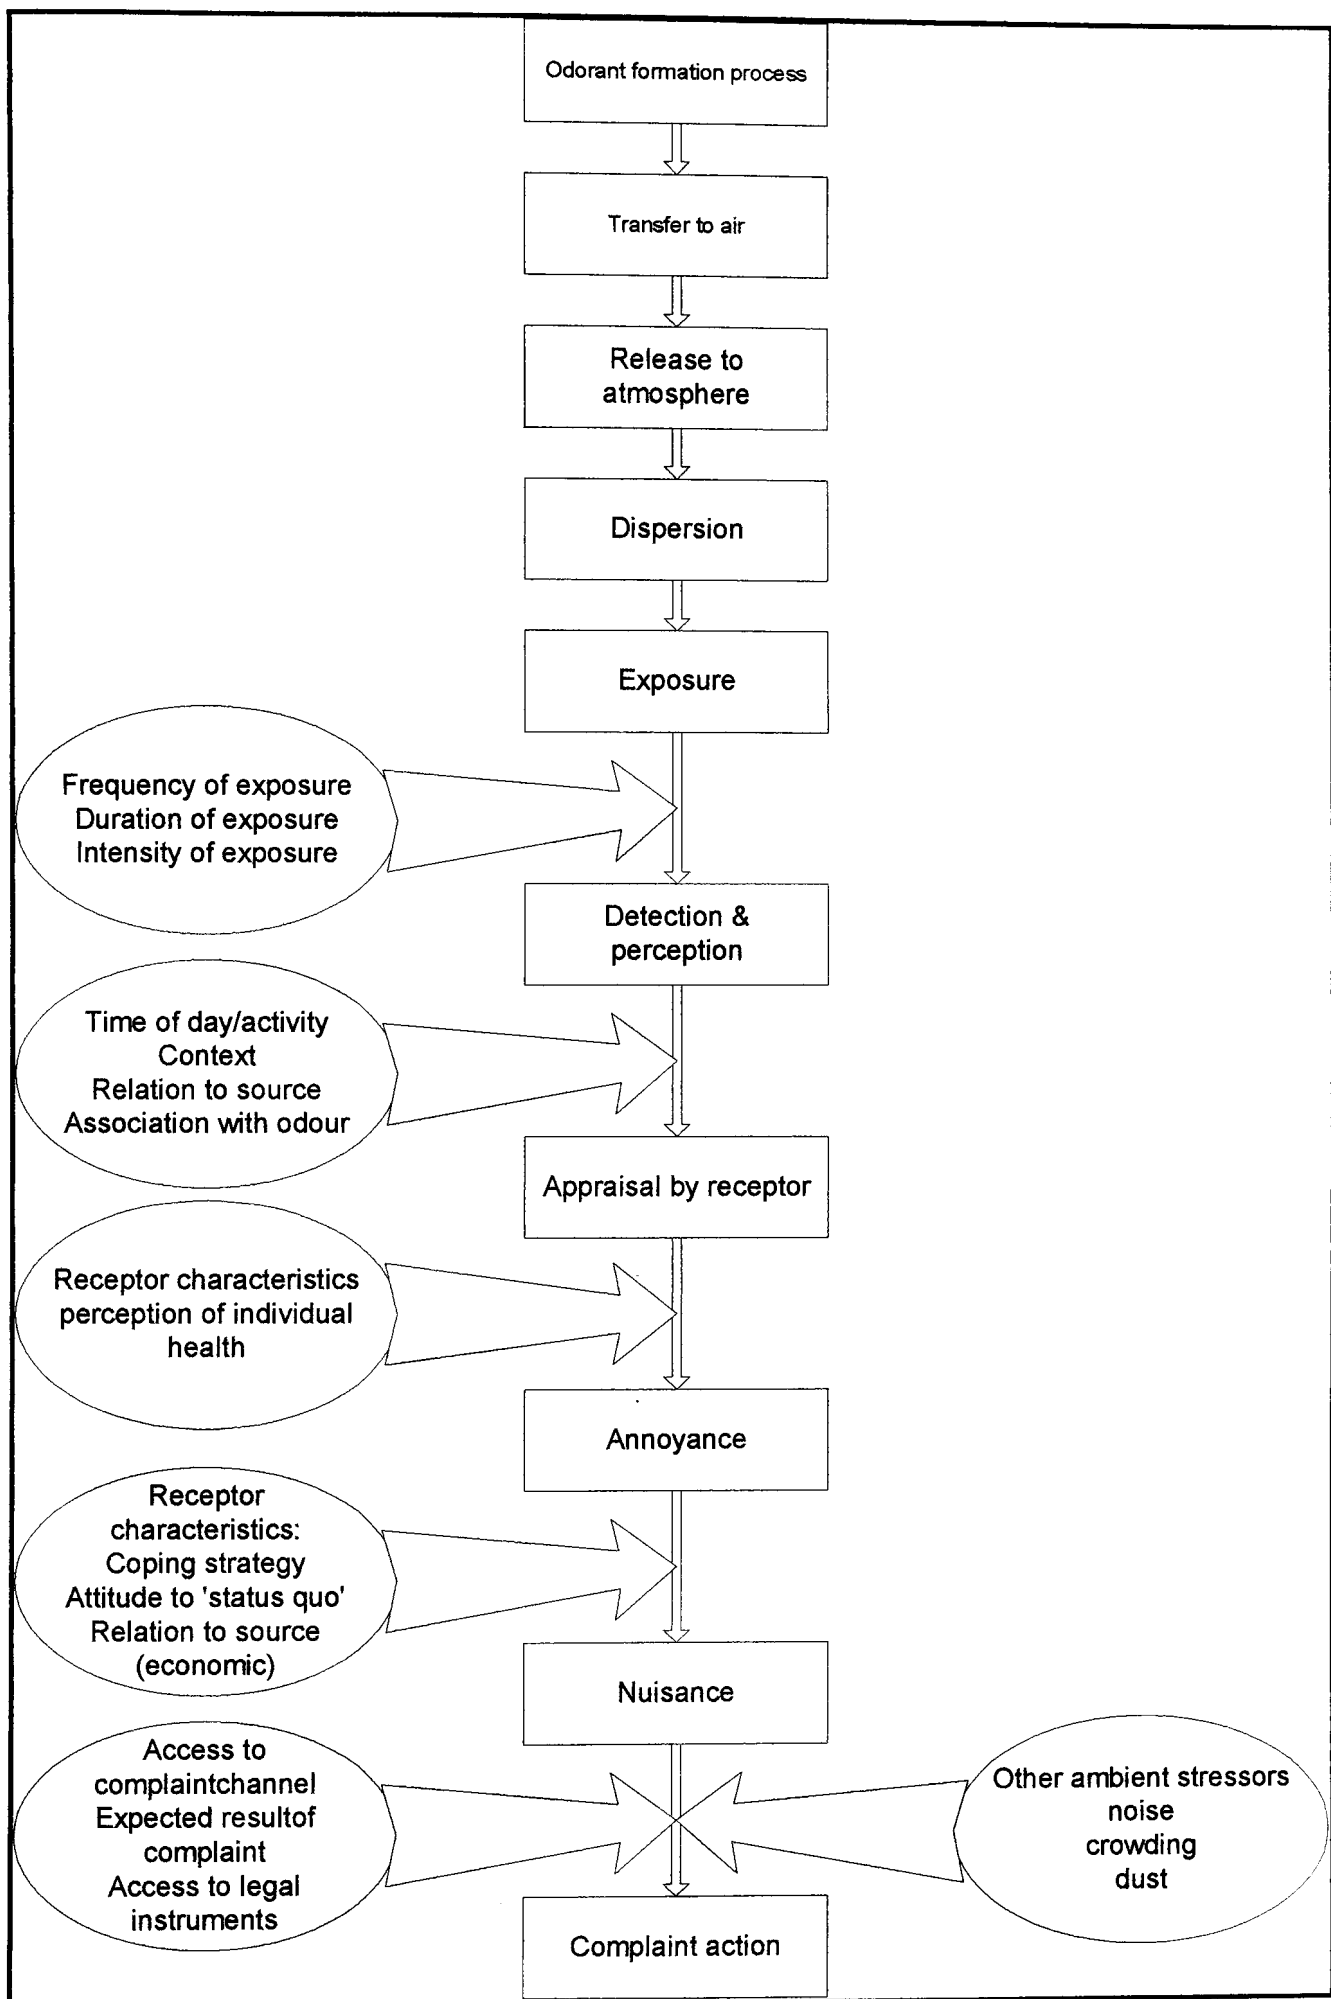 Odorant formation process
Transfer to air
Release to
atmosphere
Dispersion
Exposure
Frequency of exposure
Duration of exposure
Intensity of exposure
Detection &
perception
Time of day/activity
Context
Relation to source
Association with odour
Appraisal by receptor
Receptor characteristics
perception of individual
health
Annoyance
Receptor
characteristics:
Coping strategy
Attitude to 'status quo'
Relation to source
(economic)
Nuisance
Access to
complaintchannel
Expected resultof
complaint
Access to legal
instruments
Other ambient stressors
noise
crowding
dust
Complaint action